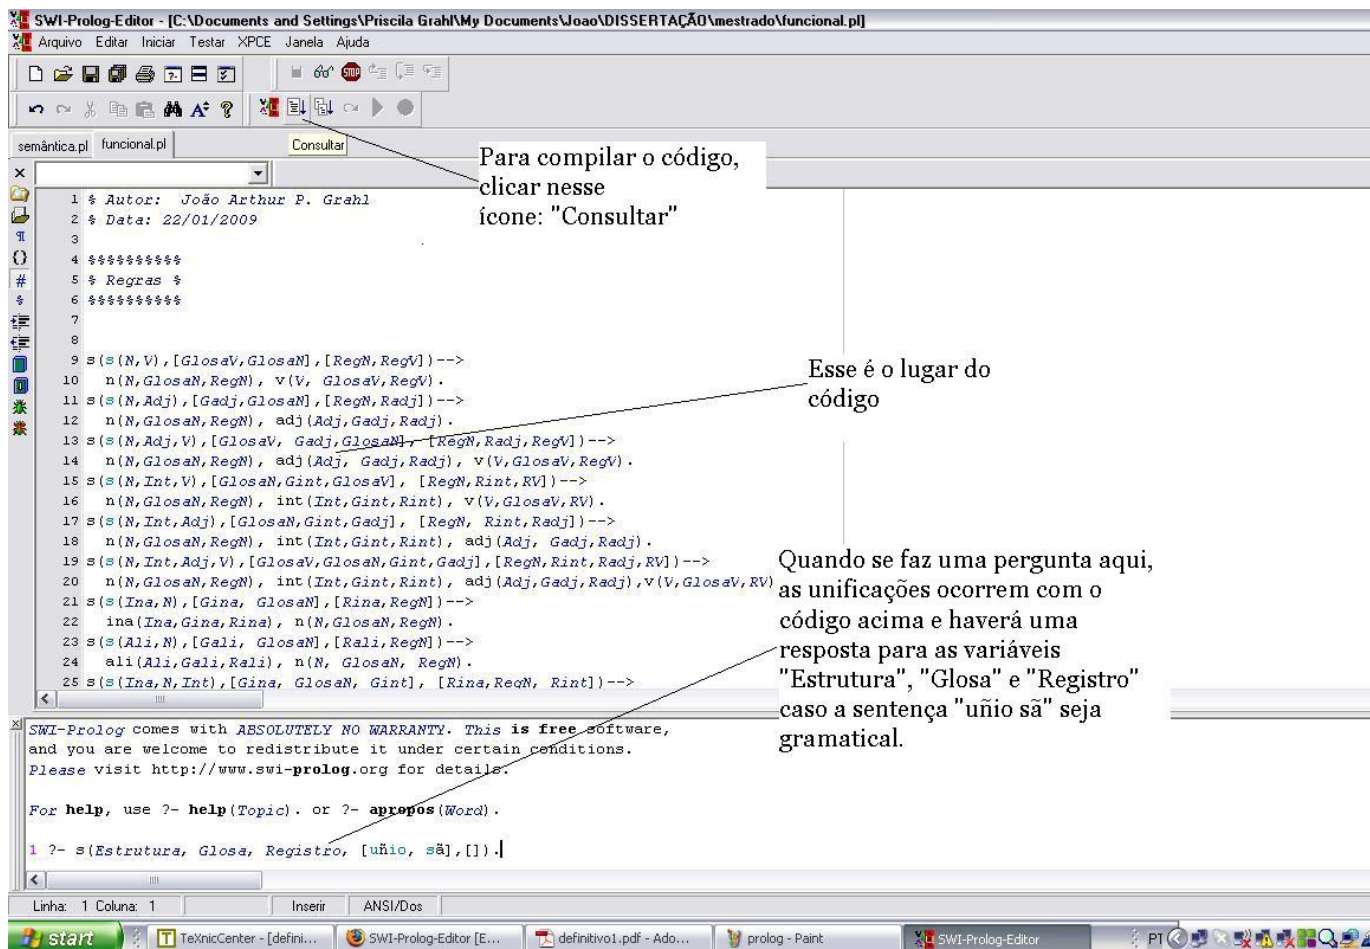 SWI-Prolog-Editor - [C:\Documents and Settings\Priscila Grahl\My Documents\Joao\DISSERTAÇÃO\mestrado\funcional.pl]
Arquivo Editar Iniciar Testar XPCE Janela Ajuda
STOP
semântica.pl funcional.pl
Consultar
Para compilar o código,
clicar nesse
ícone: "Consultar"
1 % Autor: João Arthur P. Grahl
2 % Data: 22/01/2009
3
4 %%%%%%%%%%
5 % Regras %
6 %%%%%%%%%%
7
8
9 s(s(N,V),[GlosaV,GlosaN],[RegN,RegV])-->
10 n(N,GlosaN,RegN), v(V, GlosaV,RegV).
11 s(s(N,Adj),[Gadj,GlosaN],[RegN,Radj])-->
12 n(N,GlosaN,RegN), adj(Adj,Gadj,Radj).
13 s(s(N,Adj,V),[GlosaV, Gadj,GlosaN], [RegN,Radj,RegV])-->
14 n(N,GlosaN,RegN), adj(Adj, Gadj,Radj), v(V,GlosaV,RegV).
15 s(s(N,Int,V),[GlosaN,Gint,GlosaV], [RegN,Rint,RV])-->
16 n(N,GlosaN,RegN), int(Int,Gint,Rint), v(V,GlosaV,RV).
17 s(s(N,Int,Adj),[GlosaN,Gint,Gadj], [RegN, Rint,Radj])-->
18 n(N,GlosaN,RegN), int(Int,Gint,Rint), adj(Adj, Gadj,Radj).
19 s(s(N,Int,Adj,V),[GlosaV,GlosaN,Gint,Gadj],[RegN,Rint,Radj,RV])-->
20 n(N,GlosaN,RegN), int(Int,Gint,Rint), adj(Adj,Gadj,Radj),v(V,GlosaV,RV)
21 s(s(Ina,N),[Gina, GlosaN],[Rina,RegN])-->
22 ina(Ina,Gina,Rina), n(N,GlosaN,RegN).
23 s(s(Ali,N),[Gali, GlosaN],[Rali,RegN])-->
24 ali(Ali,Gali,Rali), n(N, GlosaN, RegN).
25 s(s(Ina,N,Int),[Gina, GlosaN, Gint], [Rina,RegN, Rint])-->
Esse é o lugar do
código
Quando se faz uma pergunta aqui,
as unificações ocorrem com o
código acima e haverá uma
resposta para as variáveis
"Estrutura", "Glosa" e "Registro"
caso a sentença "uñio sã" seja
gramatical.
SWI-Prolog comes with ABSOLUTELY NO WARRANTY. This is free software,
and you are welcome to redistribute it under certain conditions.
Please visit http://www.swi-prolog.org for details.
For help, use ?- help(Topic). or ?- apropos(Word).
1 ?- s(Estrutura, Glosa, Registro, [uñio, sã],[]).
Linha: 1 Coluna: 1 Inserir ANSI/Dos
start TeXnicCenter - [defini... SWI-Prolog-Editor [E... definitivo1.pdf - Ado... prolog - Paint SWI-Prolog-Editor PT